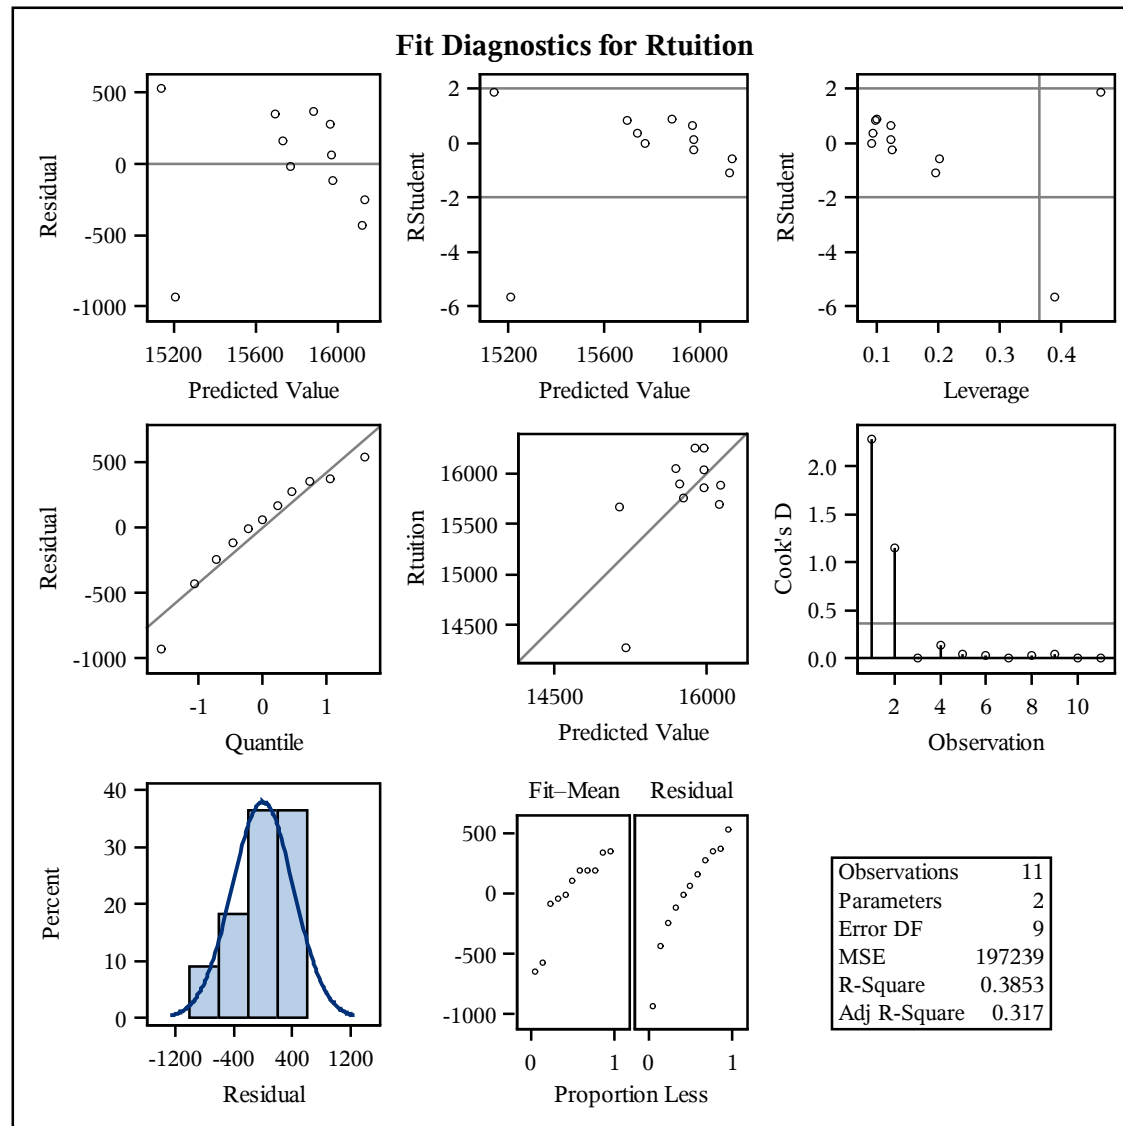 Fit Diagnostics for Rtuition
500
0
-500
-1000
Residual
15200 15600 16000
Predicted Value
2
0
-2
-4
-6
RStudent
15200 15600 16000
Predicted Value
2
0
-2
-4
-6
RStudent
0.1 0.2 0.3 0.4
Leverage
500
0
-500
-1000
Residual
-1 0 1
Quantile
16000
15500
15000
14500
Rtuition
14500 16000
Predicted Value
2.0
1.5
1.0
0.5
0.0
Cook's D
2 4 6 8 10
Observation
40
30
20
10
0
Percent
-1200 -400 400 1200
Residual
Fit–Mean Residual
500
0
-500
-1000
0 1 0 1
Proportion Less
Observations 11
Parameters 2
Error DF 9
MSE 197239
R-Square 0.3853
Adj R-Square 0.317